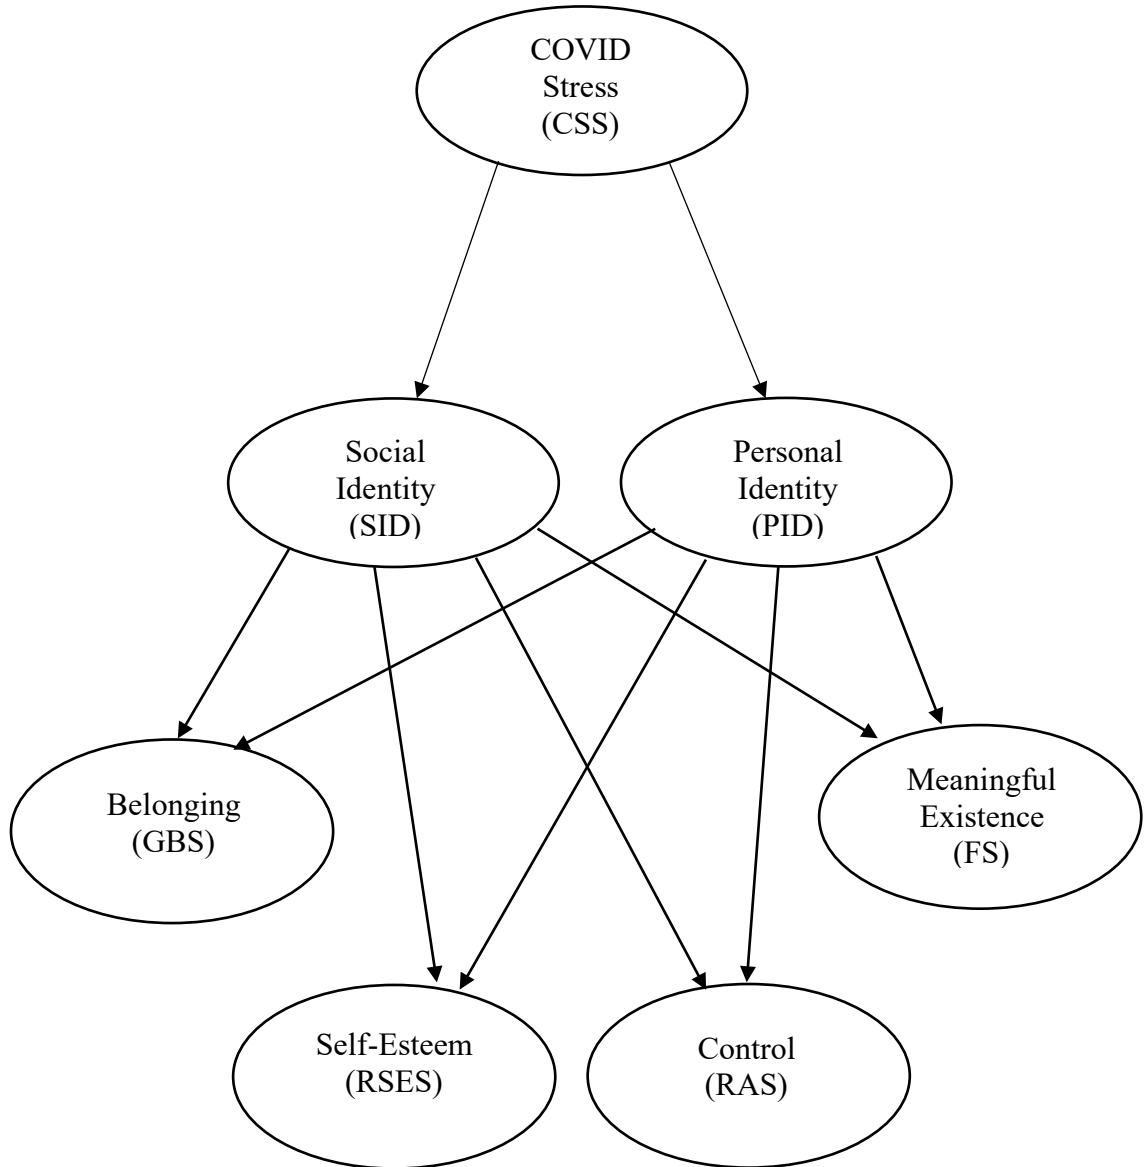 COVID
Stress
(CSS)
Social
Identity
(SID)
Personal
Identity
(PID)
Belonging
(GBS)
Meaningful
Existence
(FS)
Self-Esteem
(RSES)
Control
(RAS)